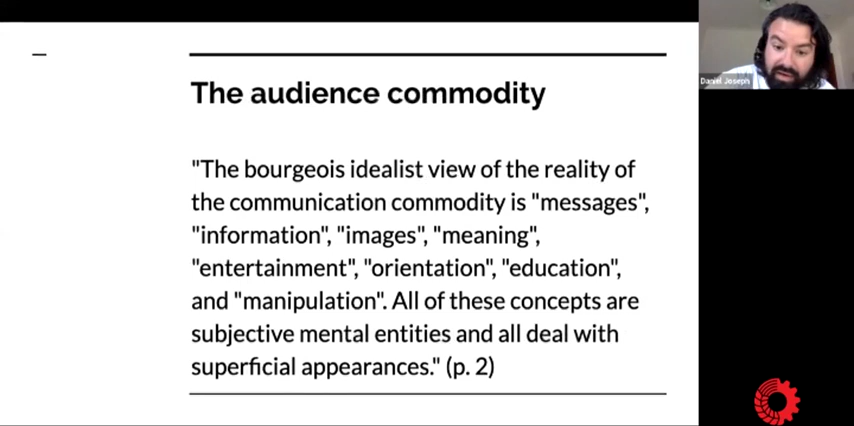 Daniel Joseph
The audience commodity
"The bourgeois idealist view of the reality of
the communication commodity is "messages",
"information", "images", "meaning",
"entertainment", "orientation", "education",
and "manipulation". All of these concepts are
subjective mental entities and all deal with
superficial appearances." (p. 2)